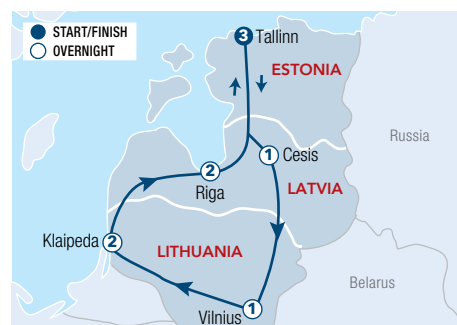 START/FINISH
OVERNIGHT
3 Tallinn
ESTONIA
Russia
1 Cesis
2
Riga
LATVIA
Klaipeda 2
LITHUANIA
Belarus
Vilnius 1